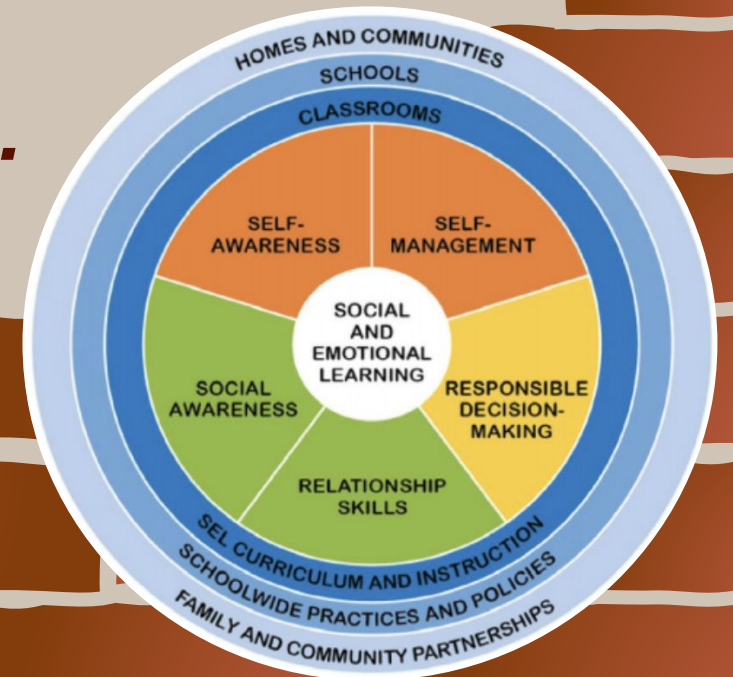 HOMES AND COMMUNITIES
SCHOOLS
CLASSROOMS
SELF-
AWARENESS
SELF-
MANAGEMENT
SOCIAL
AND
EMOTIONAL
LEARNING
SOCIAL
AWARENESS
RESPONSIBLE
DECISION-
MAKING
RELATIONSHIP
SKILLS
SEL CURRICULUM AND INSTRUCTION
SCHOOLWIDE PRACTICES AND POLICIES
FAMILY AND COMMUNITY PARTNERSHIPS